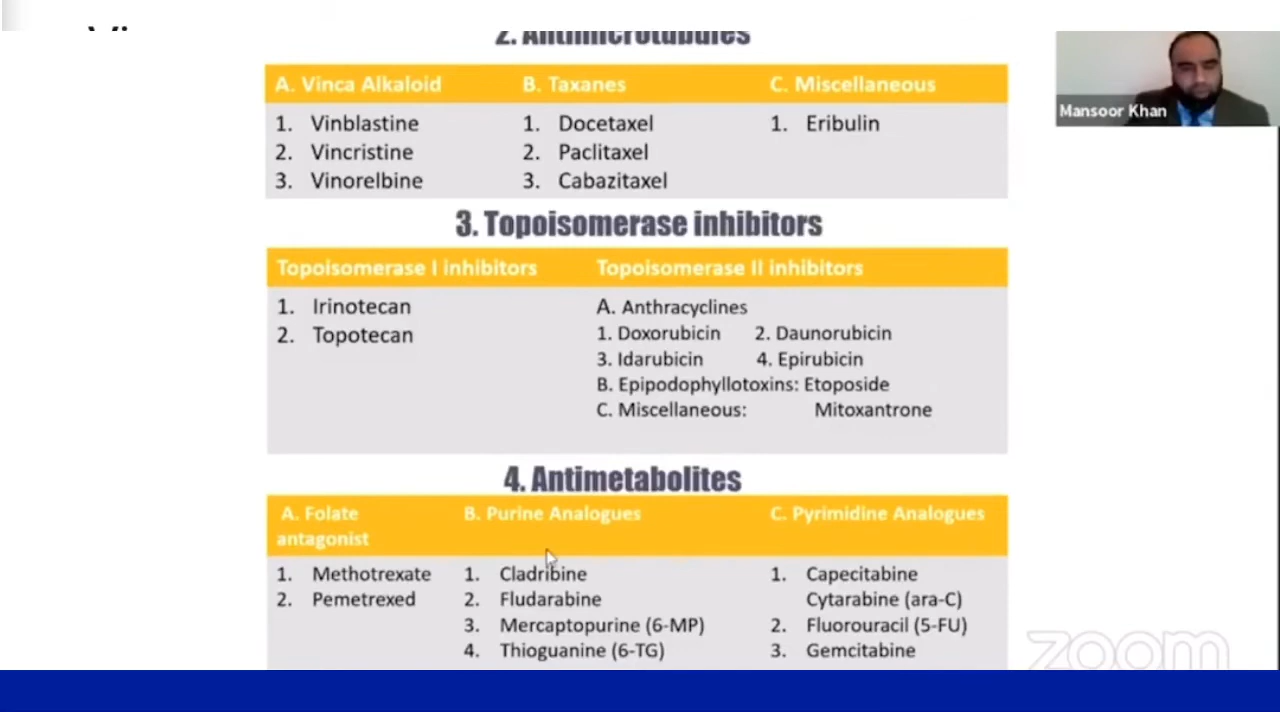 2. Antimicrotubules
Mansoor Khan
A. Vinca Alkaloid B. Taxanes C. Miscellaneous
1. Vinblastine 1. Docetaxel 1. Eribulin
2. Vincristine 2. Paclitaxel
3. Vinorelbine 3. Cabazitaxel
3. Topoisomerase inhibitors
Topoisomerase I inhibitors Topoisomerase II inhibitors
1. Irinotecan A. Anthracyclines
2. Topotecan 1. Doxorubicin 2. Daunorubicin
3. Idarubicin 4. Epirubicin
B. Epipodophyllotoxins: Etoposide
C. Miscellaneous: Mitoxantrone
4. Antimetabolites
A. Folate B. Purine Analogues C. Pyrimidine Analogues
antagonist
1. Methotrexate 1. Cladribine 1. Capecitabine
2. Pemetrexed 2. Fludarabine Cytarabine (ara-C)
3. Mercaptopurine (6-MP) 2. Fluorouracil (5-FU)
4. Thioguanine (6-TG) 3. Gemcitabine
zoom